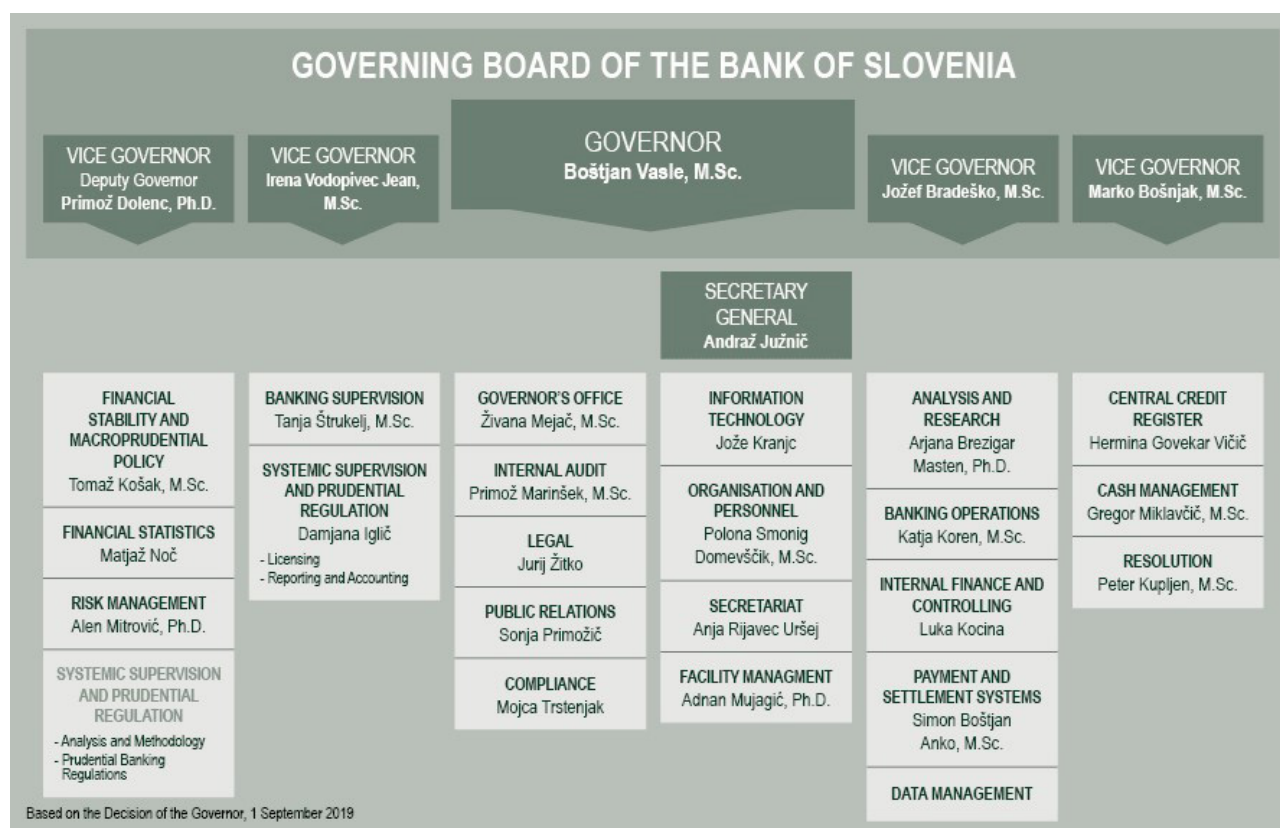 GOVERNING BOARD OF THE BANK OF SLOVENIA
VICE GOVERNOR
Deputy Governor
Primož Dolenc, Ph.D.
VICE GOVERNOR
Irena Vodopivec Jean,
M.Sc.
GOVERNOR
Boštjan Vasle, M.Sc.
VICE GOVERNOR
Jožef Bradeško, M.Sc.
VICE GOVERNOR
Marko Bošnjak, M.Sc.
SECRETARY
GENERAL
Andraž Južnič
FINANCIAL
STABILITY AND
MACROPRUDENTIAL
POLICY
Tomaž Košak, M.Sc.
FINANCIAL STATISTICS
Matjaž Noč
RISK MANAGEMENT
Alen Mitrović, Ph.D.
SYSTEMIC SUPERVISION
AND PRUDENTIAL
REGULATION
- Analysis and Methodology
- Prudential Banking
Regulations
BANKING SUPERVISION
Tanja Štrukelj, M.Sc.
SYSTEMIC SUPERVISION
AND PRUDENTIAL
REGULATION
Damjana Iglič
- Licensing
- Reporting and Accounting
GOVERNOR'S OFFICE
Živana Mejač, M.Sc.
INTERNAL AUDIT
Primož Marinšek, M.Sc.
LEGAL
Jurij Žitko
PUBLIC RELATIONS
Sonja Primožič
COMPLIANCE
Mojca Trstenjak
INFORMATION
TECHNOLOGY
Jože Kranjc
ORGANISATION AND
PERSONNEL
Polona Smonig
Domevščik, M.Sc.
SECRETARIAT
Anja Rijavec Uršej
FACILITY MANAGMENT
Adnan Mujagić, Ph.D.
ANALYSIS AND
RESEARCH
Arjana Brezigar
Masten, Ph.D.
BANKING OPERATIONS
Katja Koren, M.Sc.
INTERNAL FINANCE AND
CONTROLLING
Luka Kocina
PAYMENT AND
SETTLEMENT SYSTEMS
Simon Boštjan
Anko, M.Sc.
DATA MANAGEMENT
CENTRAL CREDIT
REGISTER
Hermina Govekar Vičič
CASH MANAGEMENT
Gregor Miklavčič, M.Sc.
RESOLUTION
Peter Kupljen, M.Sc.
Based on the Decision of the Governor, 1 September 2019